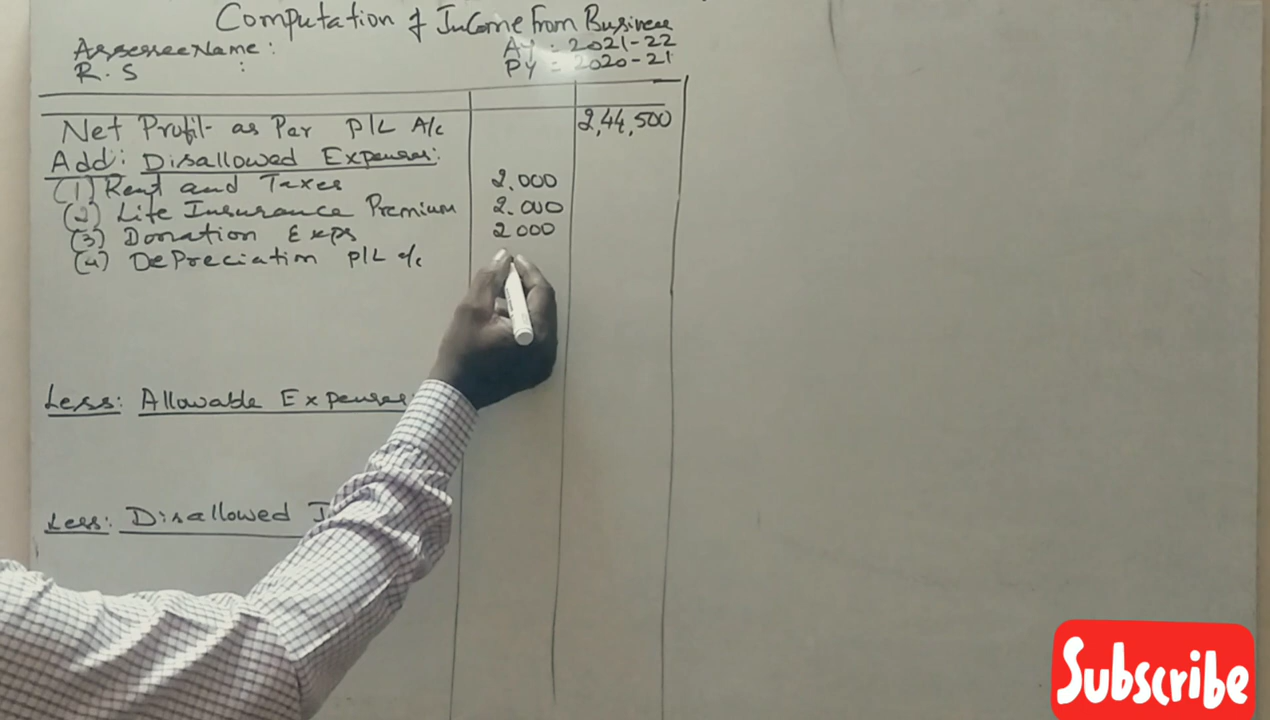 Computation of Income From Business
Assessee Name : AY : 2021-22
R. S : PY = 2020-21
Net Profit as Per P/L A/c 2,44,500
Add: Disallowed Expenses:
(1) Rent and Taxes 2.000
(2) Life Insurance Premium 2.000
(3) Donation Exps 2000
(4) Depreciation P/L a/c
Less: Allowable Expenses
Less: Disallowed I
Subscribe